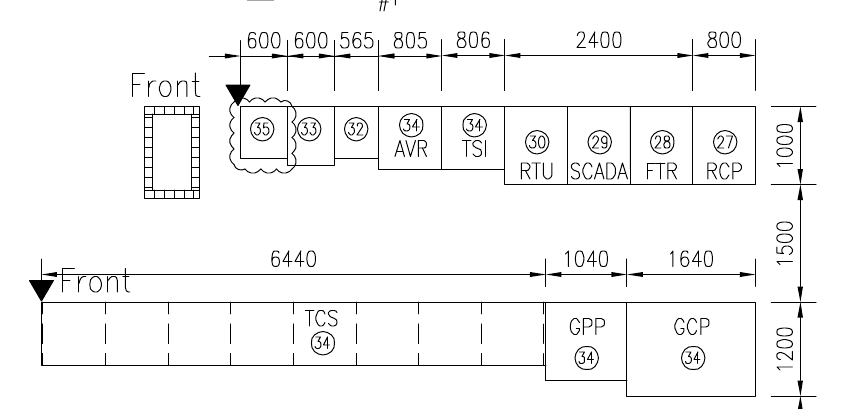 #1
600 600 565 805 806 2400 800
Front
35 33 32 34 34 30 29 28 27
AVR TSI RTU SCADA FTR RCP
1000
1500
6440 1040 1640
Front
TCS GPP GCP
34 34 34
1200